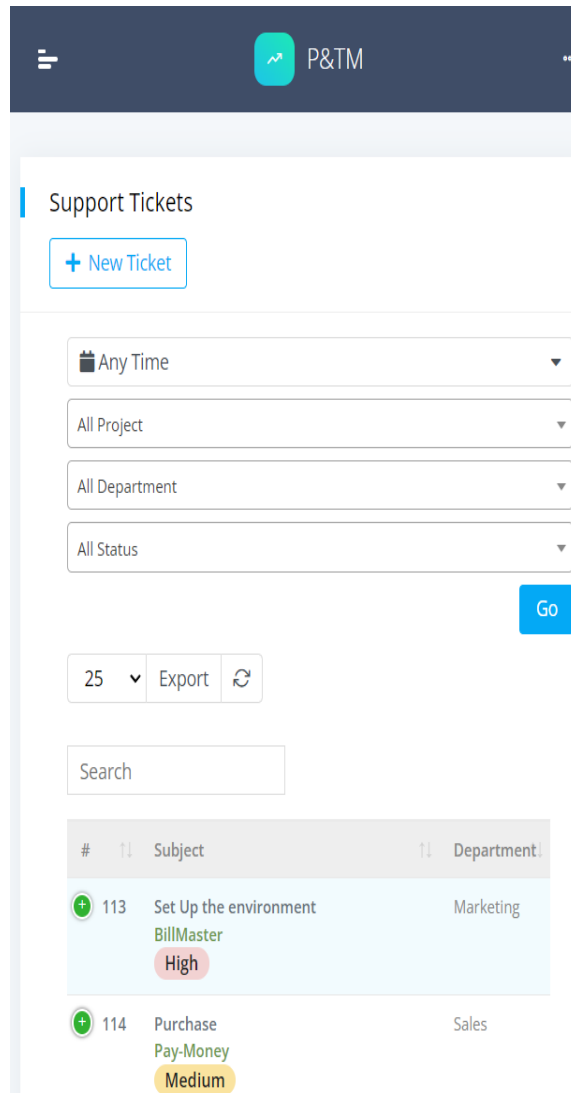 P&TM
Support Tickets
+ New Ticket
Any Time
All Project
All Department
All Status
Go
25 Export
Search
# Subject Department
113 Set Up the environment Marketing
BillMaster
High
114 Purchase Sales
Pay-Money
Medium